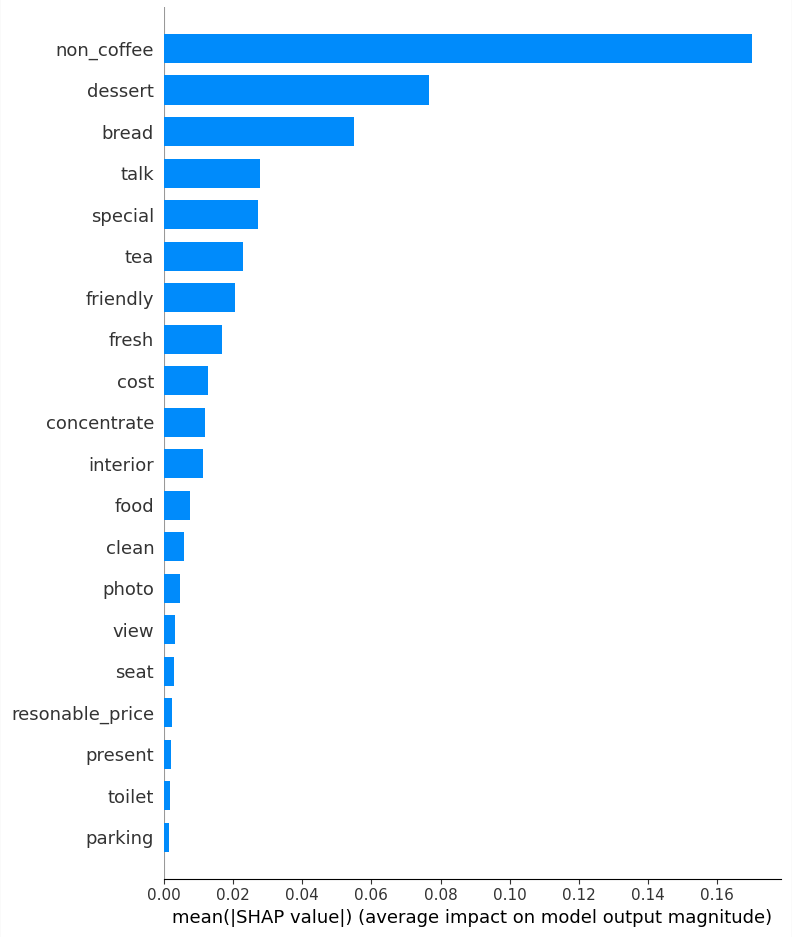 non_coffee
dessert
bread
talk
special
tea
friendly
fresh
cost
concentrate
interior
food
clean
photo
view
seat
resonable_price
present
toilet
parking
0.00 0.02 0.04 0.06 0.08 0.10 0.12 0.14 0.16
mean(|SHAP value|) (average impact on model output magnitude)